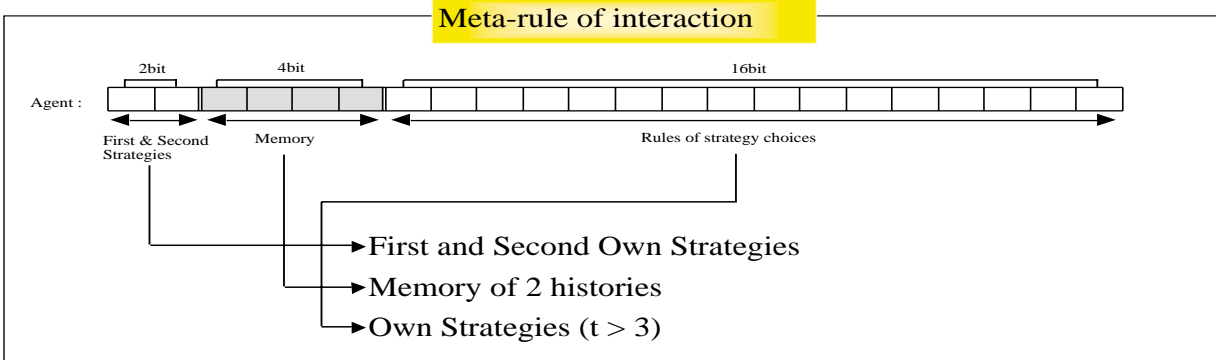 Meta-rule of interaction
2bit
4bit
16bit
Agent :
First & Second
Strategies
Memory
Rules of strategy choices
First and Second Own Strategies
Memory of 2 histories
Own Strategies (t > 3)